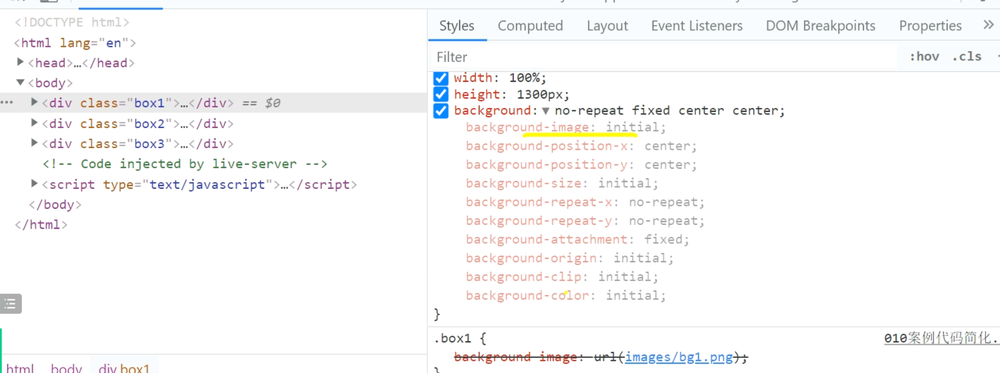 <!DOCTYPE html>
<html lang="en">
<head>…</head>
<body>
<div class="box1">…</div> == $0
<div class="box2">…</div>
<div class="box3">…</div>
<!-- Code injected by live-server -->
<script type="text/javascript">…</script>
</body>
</html>
html body div.box1
Styles Computed Layout Event Listeners DOM Breakpoints Properties »
Filter :hov .cls
width: 100%;
height: 1300px;
background: no-repeat fixed center center;
background-image: initial;
background-position-x: center;
background-position-y: center;
background-size: initial;
background-repeat-x: no-repeat;
background-repeat-y: no-repeat;
background-attachment: fixed;
background-origin: initial;
background-clip: initial;
background-color: initial;
}
.box1 { 010案例代码简化.
background-image: url(images/bg1.png);
}